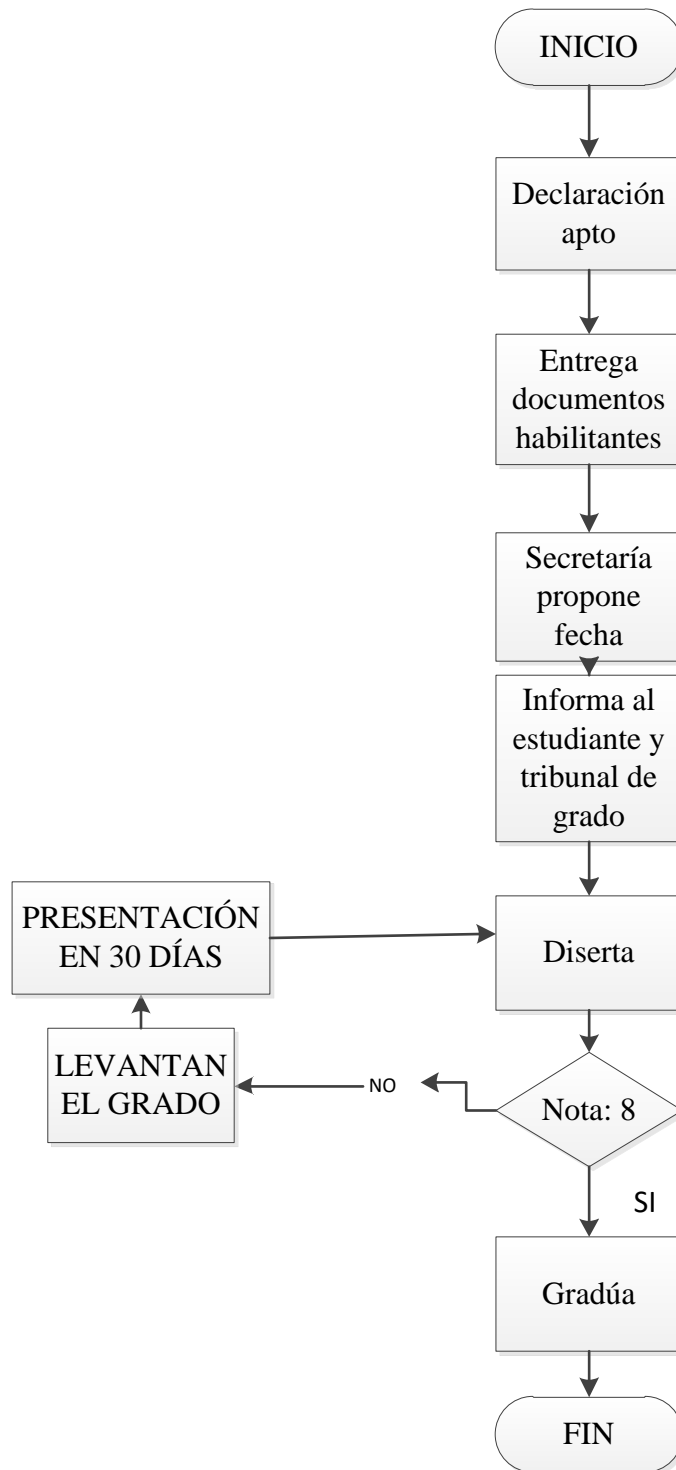 INICIO
Declaración
apto
Entrega
documentos
habilitantes
Secretaría
propone
fecha
Informa al
estudiante y
tribunal de
grado
PRESENTACIÓN
EN 30 DÍAS
Diserta
LEVANTAN
EL GRADO
NO
Nota: 8
SI
Gradúa
FIN